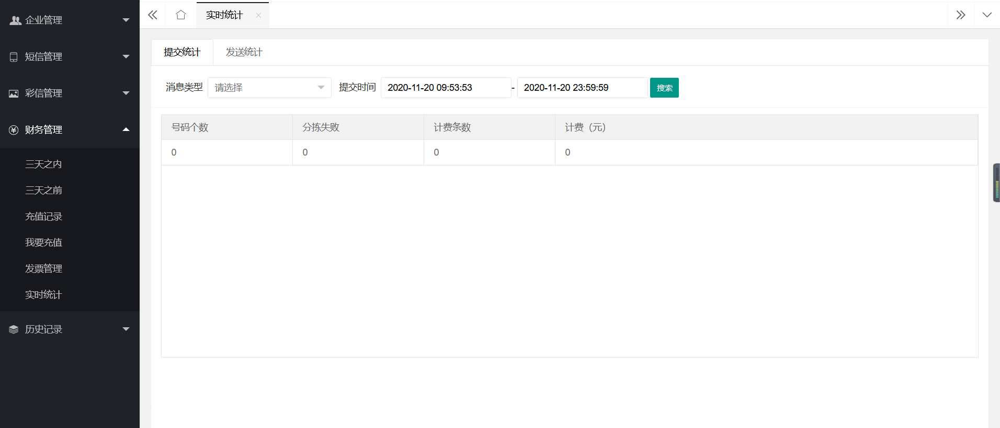 企业管理
短信管理
彩信管理
财务管理
三天之内
三天之前
充值记录
我要充值
发票管理
实时统计
历史记录
实时统计
提交统计 发送统计
消息类型 请选择 提交时间 2020-11-20 09:53:53 - 2020-11-20 23:59:59 搜索
号码个数 分拣失败 计费条数 计费（元）
0 0 0 0